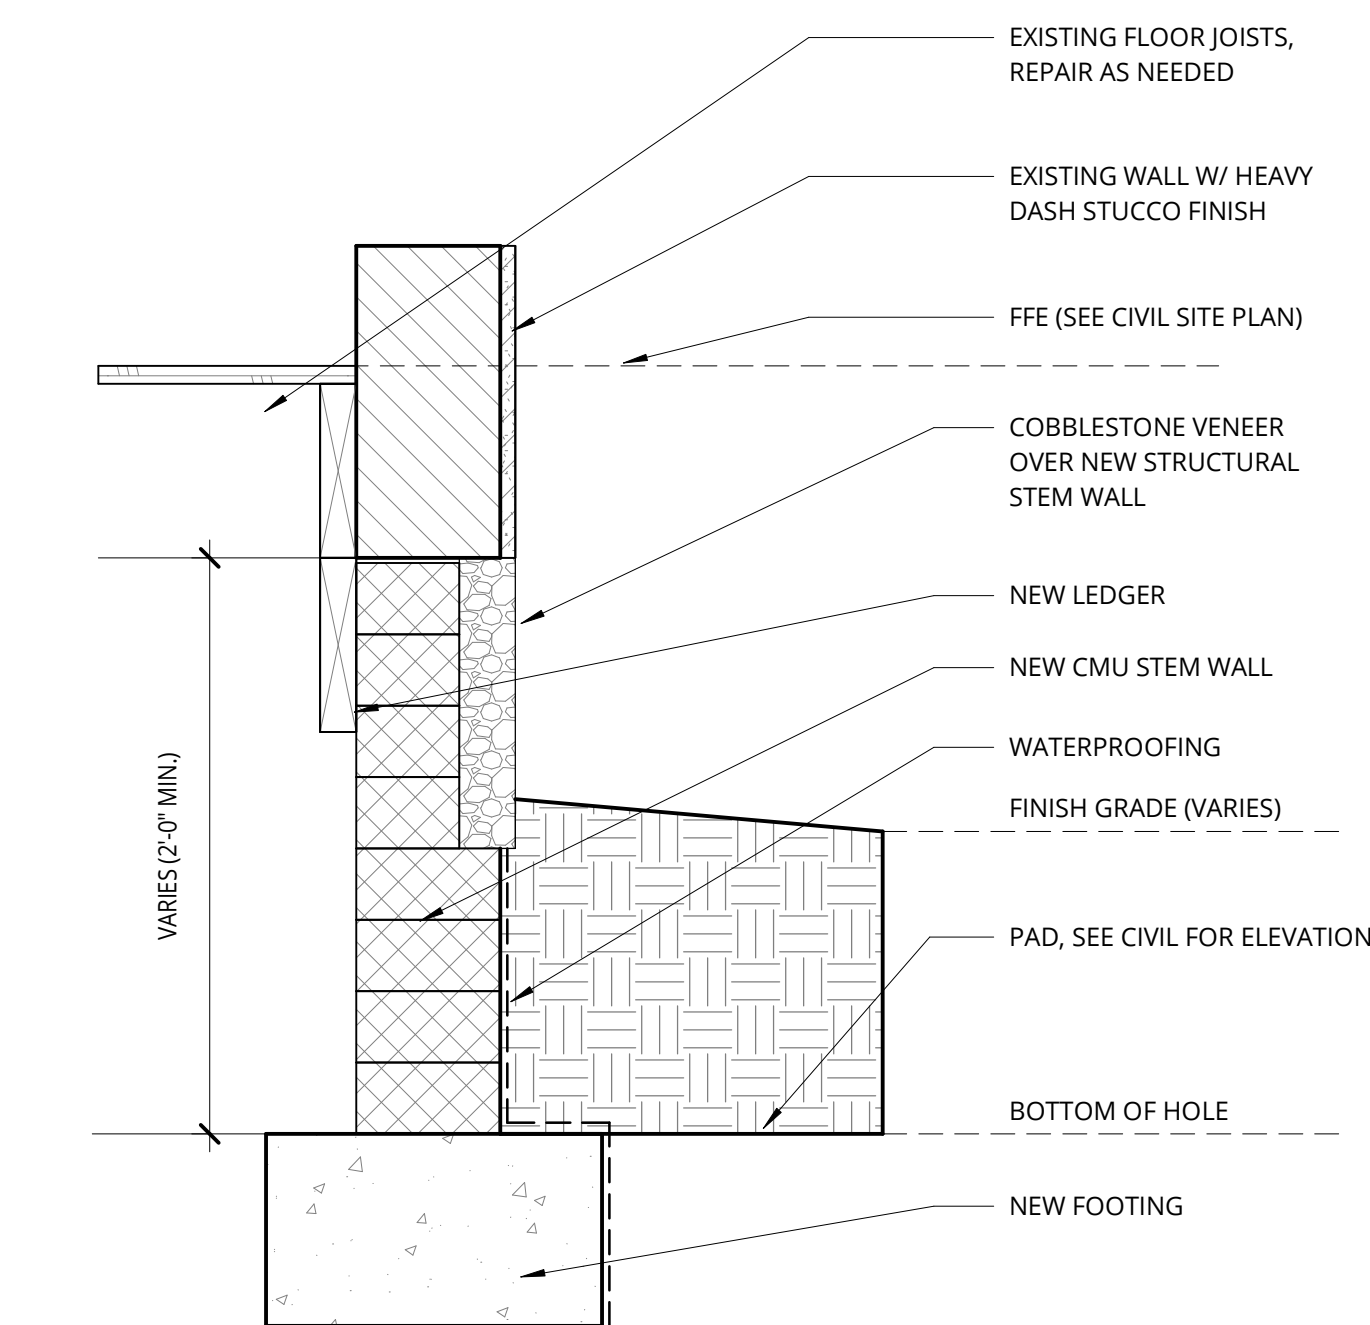 EXISTING FLOOR JOISTS,
REPAIR AS NEEDED
EXISTING WALL W/ HEAVY
DASH STUCCO FINISH
FFE (SEE CIVIL SITE PLAN)
COBBLESTONE VENEER
OVER NEW STRUCTURAL
STEM WALL
NEW LEDGER
NEW CMU STEM WALL
WATERPROOFING
FINISH GRADE (VARIES)
VARIES (2'-0" MIN.)
PAD, SEE CIVIL FOR ELEVATION
BOTTOM OF HOLE
NEW FOOTING